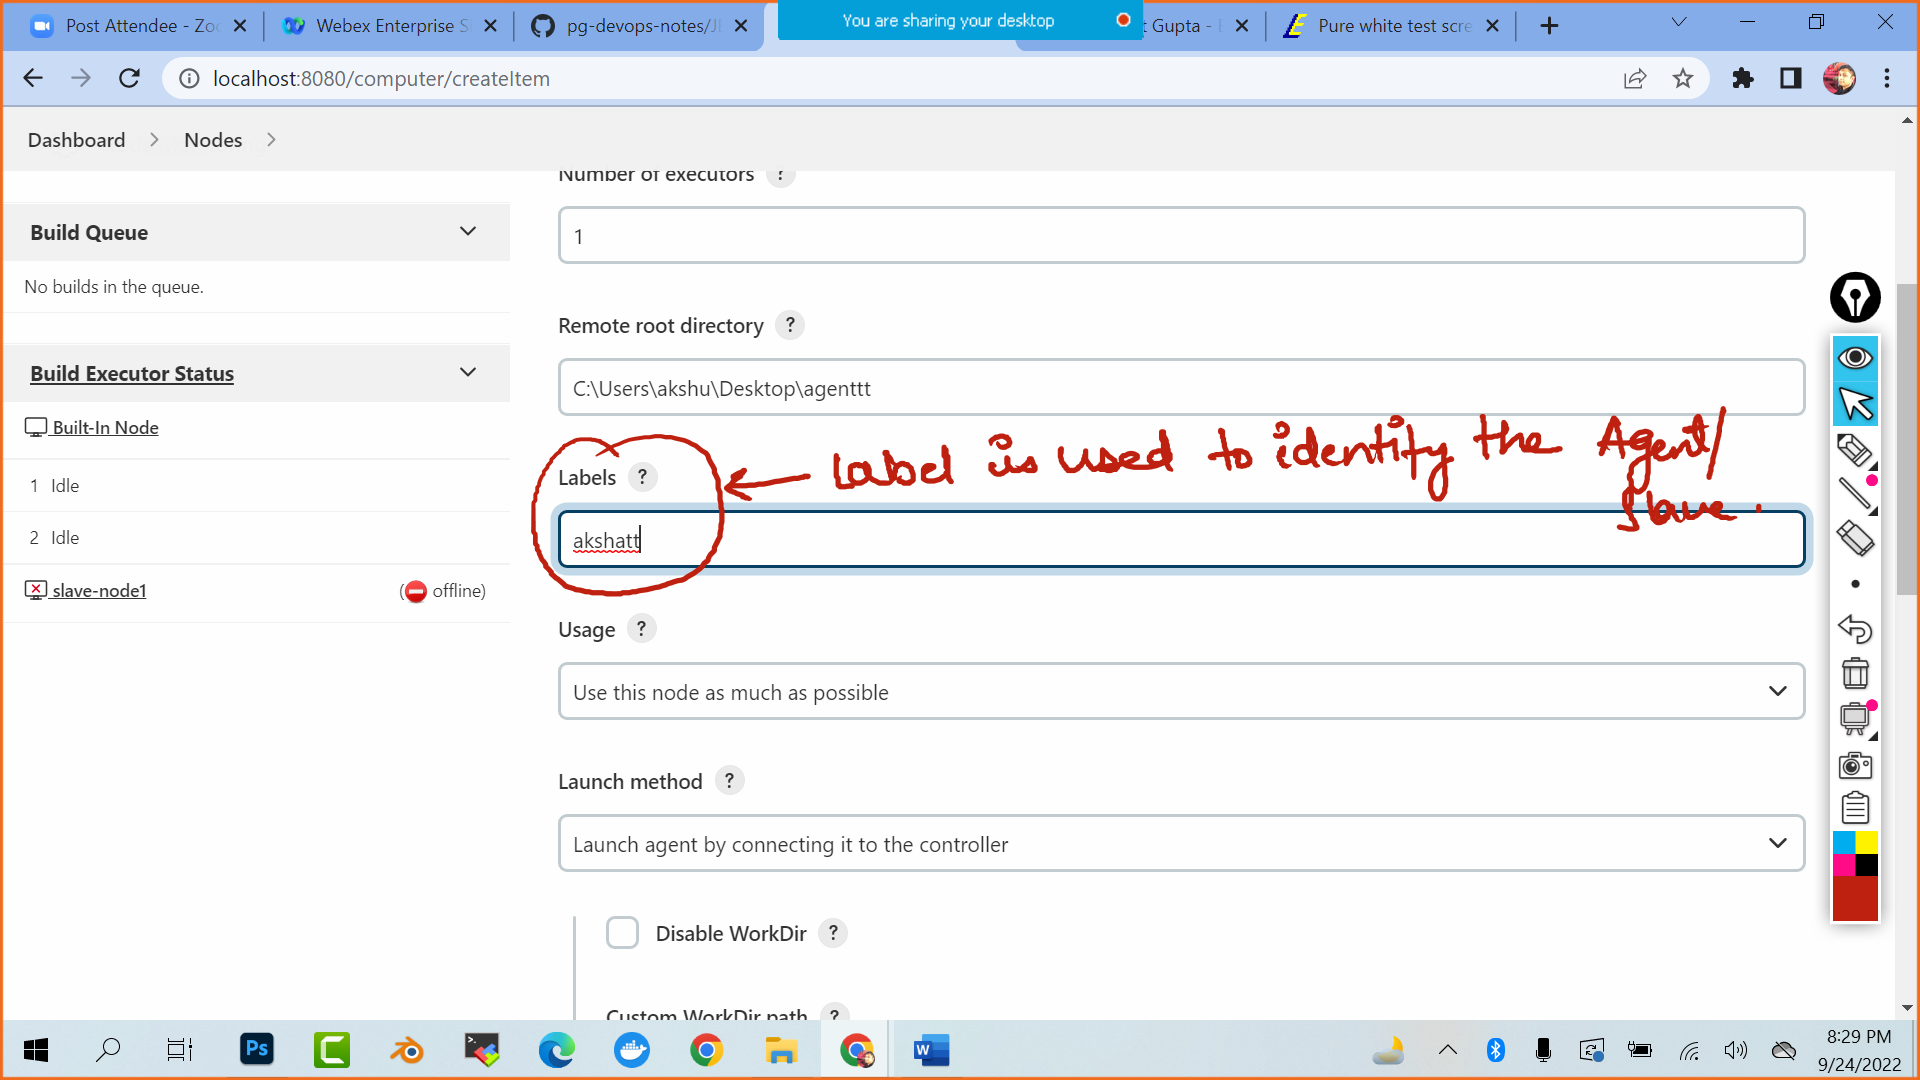 Post Attendee - Zoo
Webex Enterprise S
pg-devops-notes/JE
You are sharing your desktop
t Gupta -
Pure white test scre
localhost:8080/computer/createItem
Dashboard > Nodes >
Number of executors ?
1
Build Queue
No builds in the queue.
Remote root directory ?
C:\Users\akshu\Desktop\agenttt
Build Executor Status
Built-In Node
1 Idle
2 Idle
slave-node1 (offline)
Label is used to identify the Agent/
slave.
Labels ?
akshatt
Usage ?
Use this node as much as possible
Launch method ?
Launch agent by connecting it to the controller
Disable WorkDir ?
Custom WorkDir path ?
Ps
C
W
8:29 PM
9/24/2022